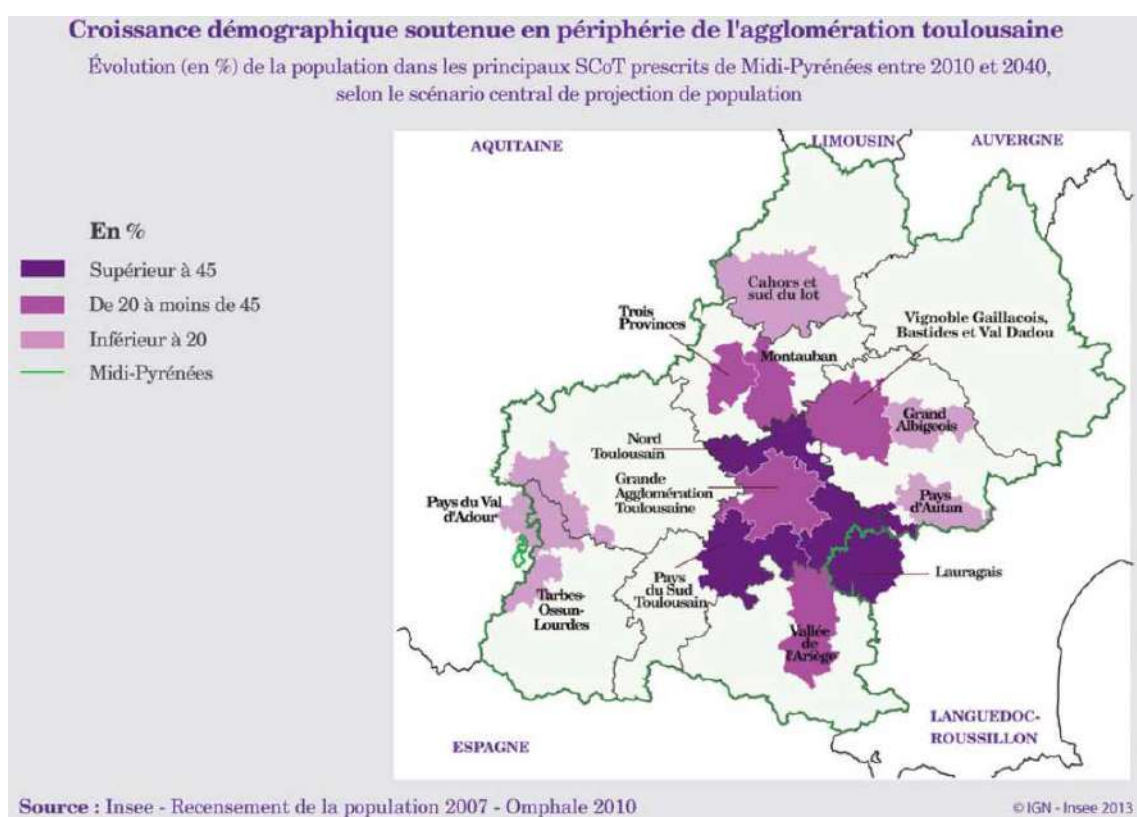 Croissance démographique soutenue en périphérie de l'agglomération toulousaine
Évolution (en %) de la population dans les principaux SCoT prescrits de Midi-Pyrénées entre 2010 et 2040,
selon le scénario central de projection de population
AQUITAINE
LIMOUSIN
AUVERGNE
En %
Supérieur à 45
De 20 à moins de 45
Inférieur à 20
Midi-Pyrénées
Cahors et
sud du lot
Trois
Provinces
Montauban
Vignoble Gaillacois,
Bastides et Val Dadou
Grand
Albigeois
Nord
Toulousain
Grande
Agglomération
Toulousaine
Pays du Val
d'Adour
Pays
d'Autan
Lauragais
Pays
du Sud
Toulousain
Tarbes-
Ossun-
Lourdes
Vallée
de
l'Ariège
LANGUEDOC-
ROUSSILLON
ESPAGNE
Source : Insee - Recensement de la population 2007 - Omphale 2010
© IGN - Insee 2013